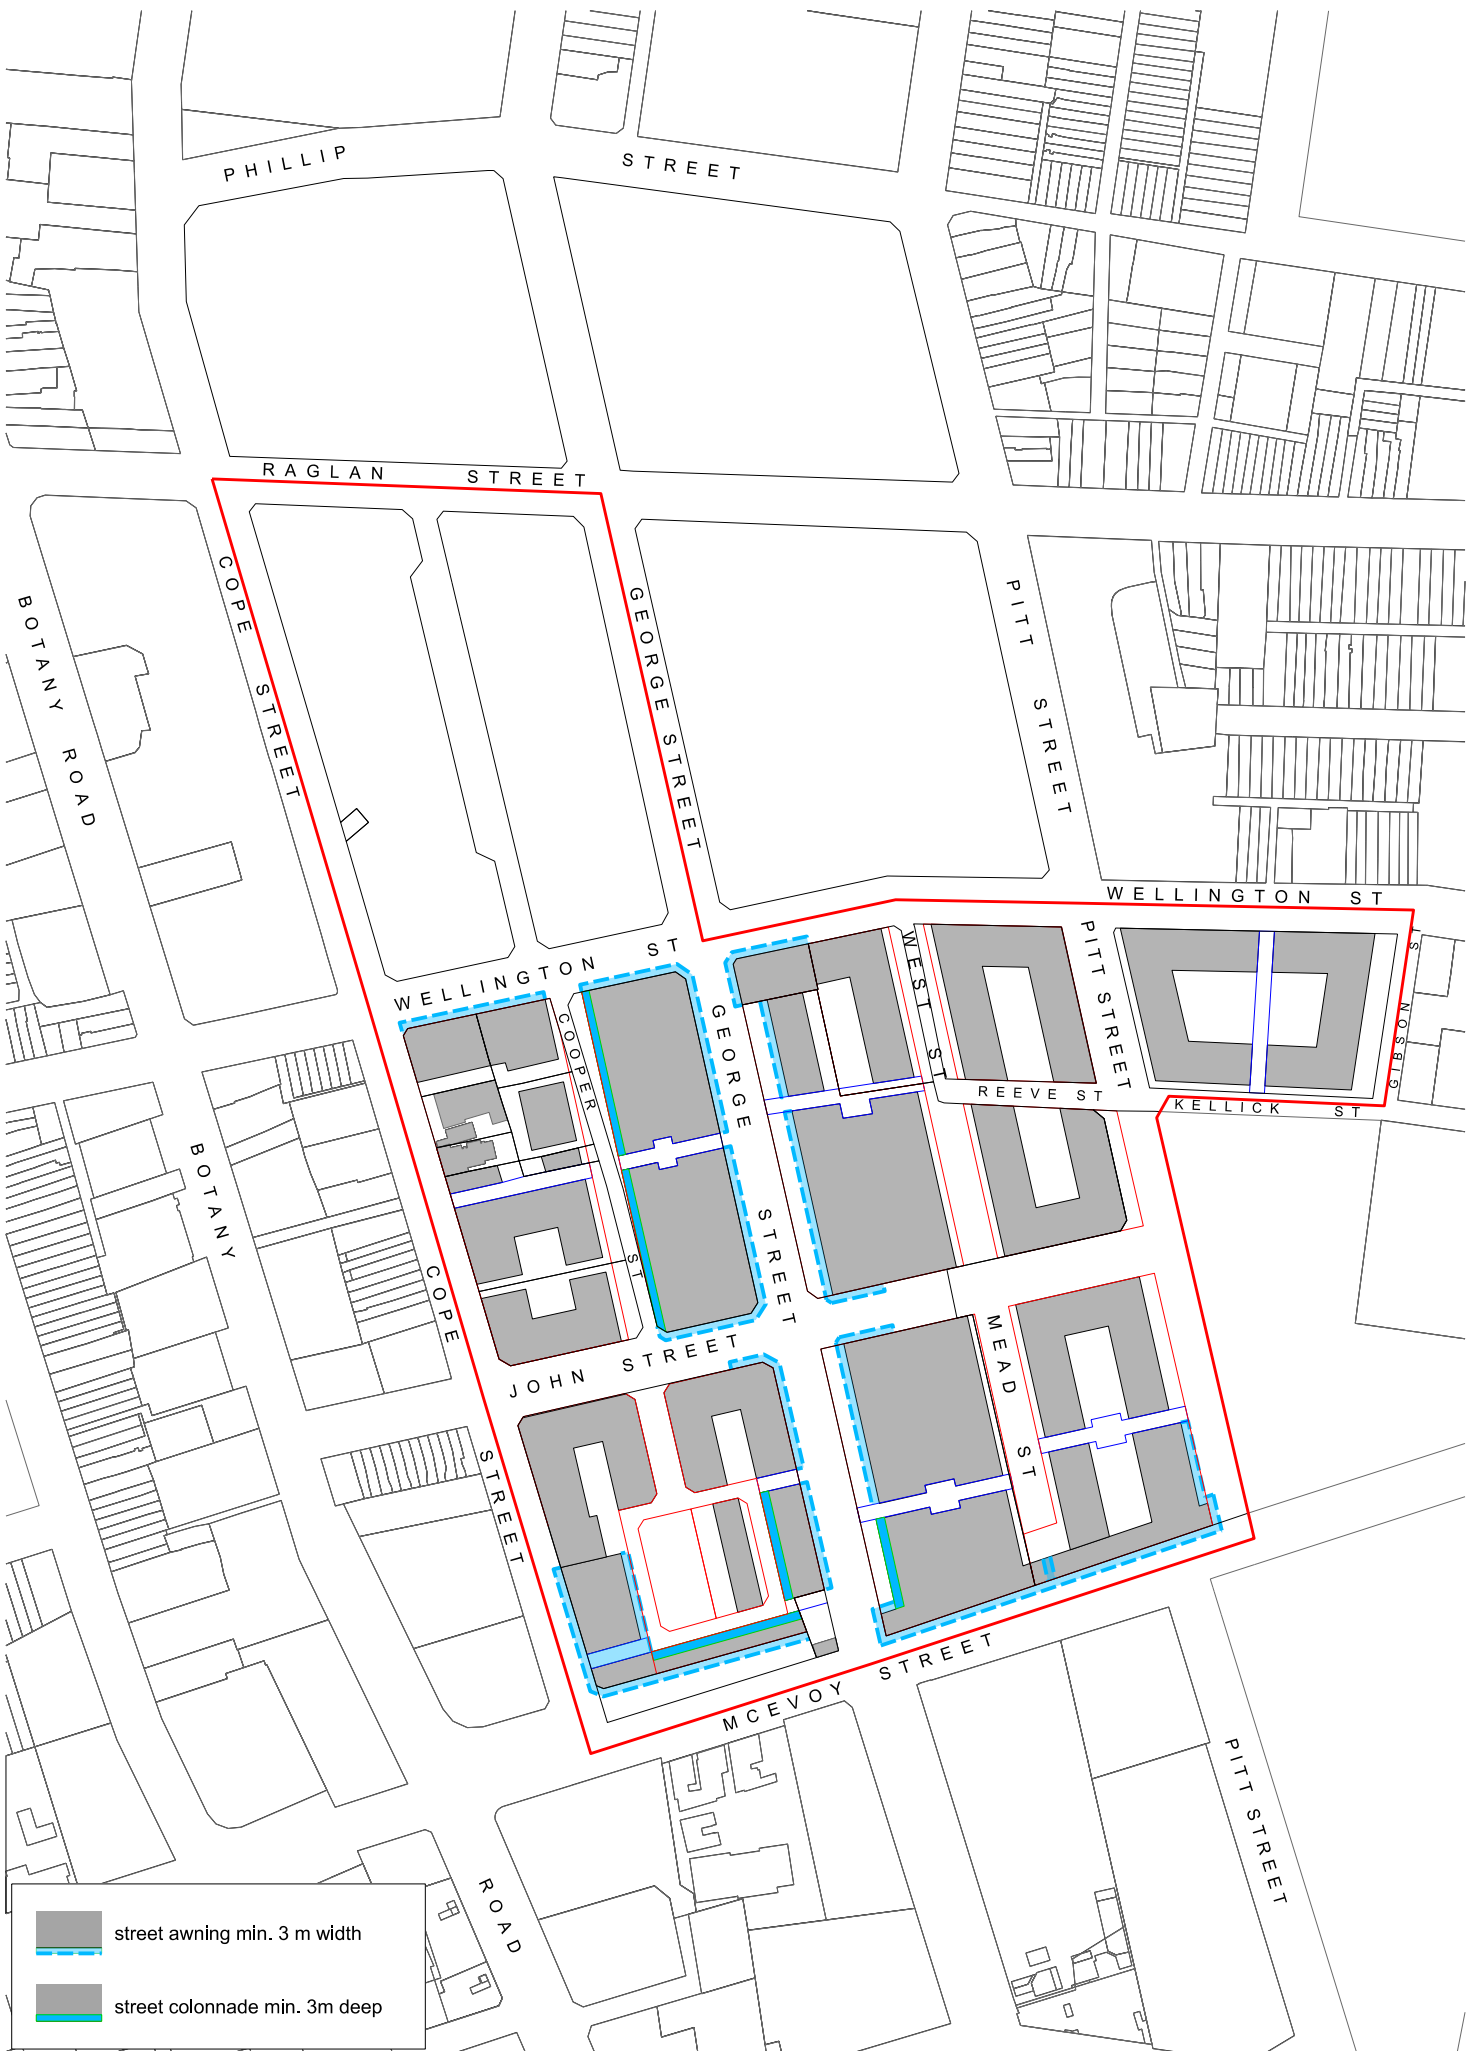 PHILLIP STREET
RAGLAN STREET
COPE STREET
BOTANY ROAD
GEORGE STREET
PITT STREET
WELLINGTON ST
WELLINGTON ST
WEST ST
PITT STREET
GIBSON ST
COOPER ST
GEORGE STREET
REEVE ST
KELLICK ST
BOTANY ROAD
COPE STREET
JOHN STREET
MEAD ST
MCEVOY STREET
PITT STREET
street awning min. 3 m width
street colonnade min. 3m deep